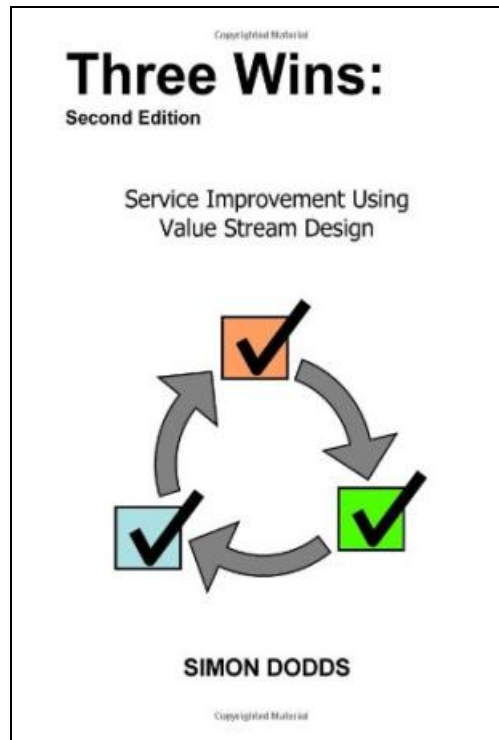 Copyrighted Material
Three Wins:
Second Edition
Service Improvement Using
Value Stream Design
SIMON DODDS
Copyrighted Material